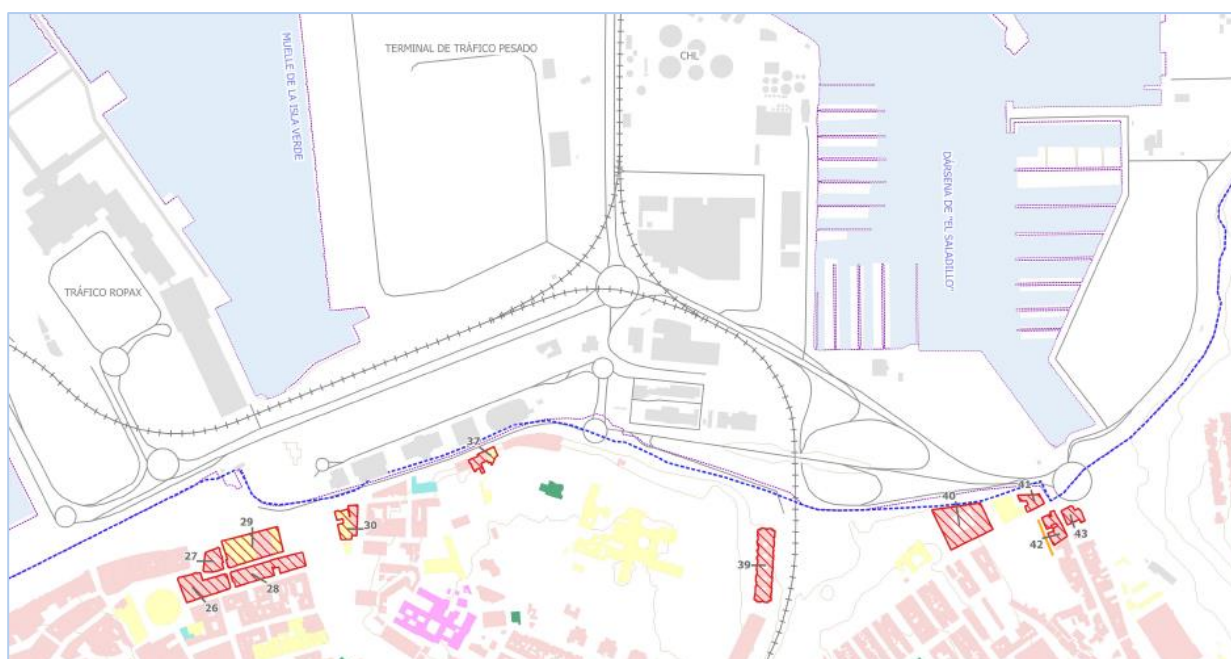 MUELLE DE LA ISLA VERDE
TERMINAL DE TRÁFICO PESADO
CHL
DÁRSENA DE "EL SALADILLO"
TRÁFICO ROPAX
37
40
41
29
30
27
42
43
39
28
26